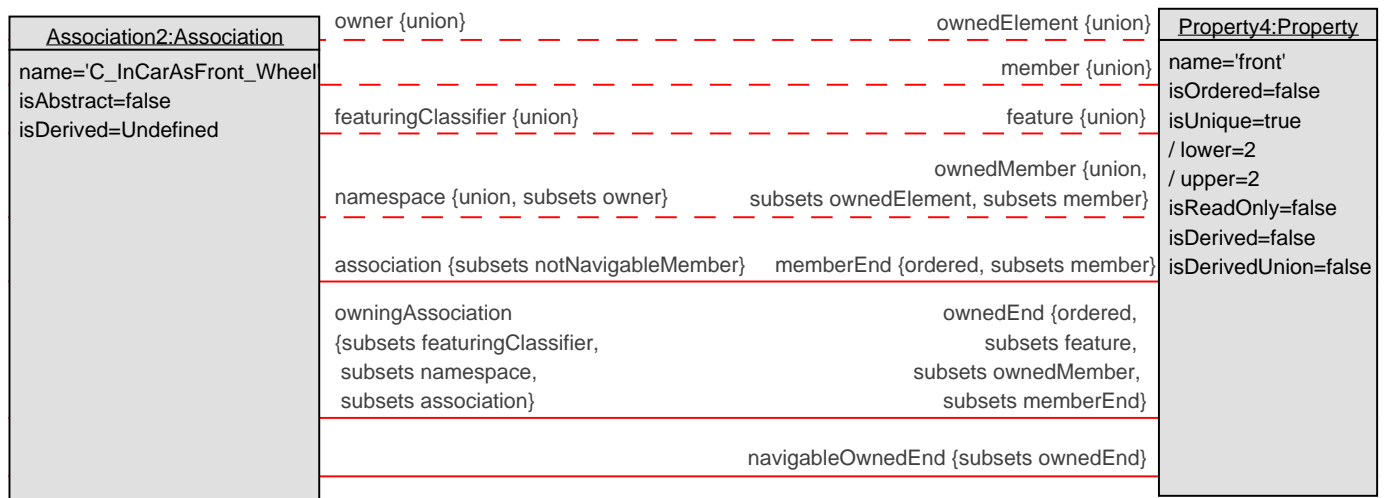 Association2:Association
name='C_InCarAsFront_Wheel'
isAbstract=false
isDerived=Undefined
owner {union}
ownedElement {union}
member {union}
featuringClassifier {union}
feature {union}
ownedMember {union,
namespace {union, subsets owner}
subsets ownedElement, subsets member}
association {subsets notNavigableMember}
memberEnd {ordered, subsets member}
owningAssociation
{subsets featuringClassifier,
subsets namespace,
subsets association}
ownedEnd {ordered,
subsets feature,
subsets ownedMember,
subsets memberEnd}
navigableOwnedEnd {subsets ownedEnd}
Property4:Property
name='front'
isOrdered=false
isUnique=true
/ lower=2
/ upper=2
isReadOnly=false
isDerived=false
isDerivedUnion=false